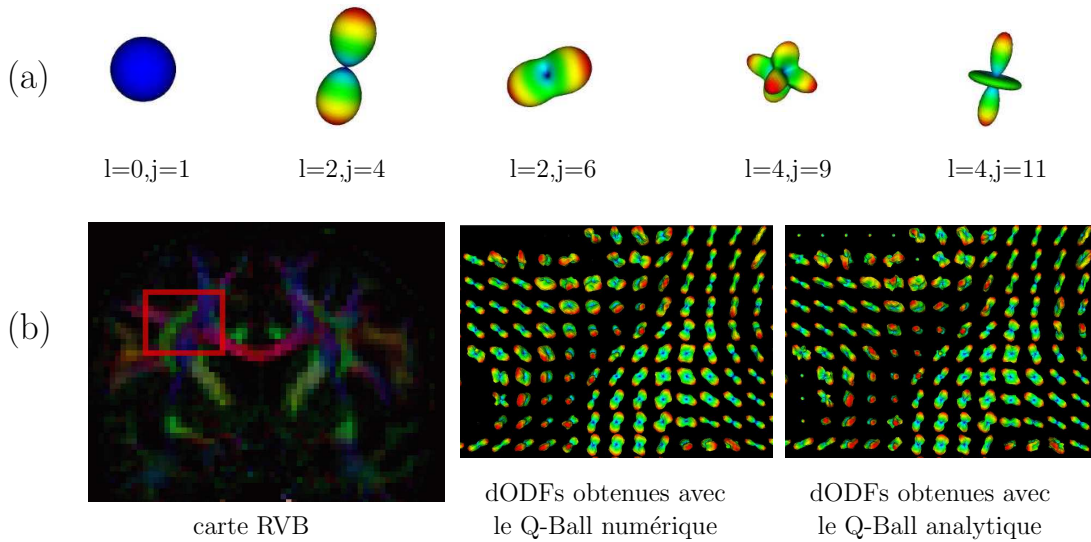 (a)
l=0,j=1
l=2,j=4
l=2,j=6
l=4,j=9
l=4,j=11
(b)
carte RVB
dODFs obtenues avec
le Q-Ball numérique
dODFs obtenues avec
le Q-Ball analytique